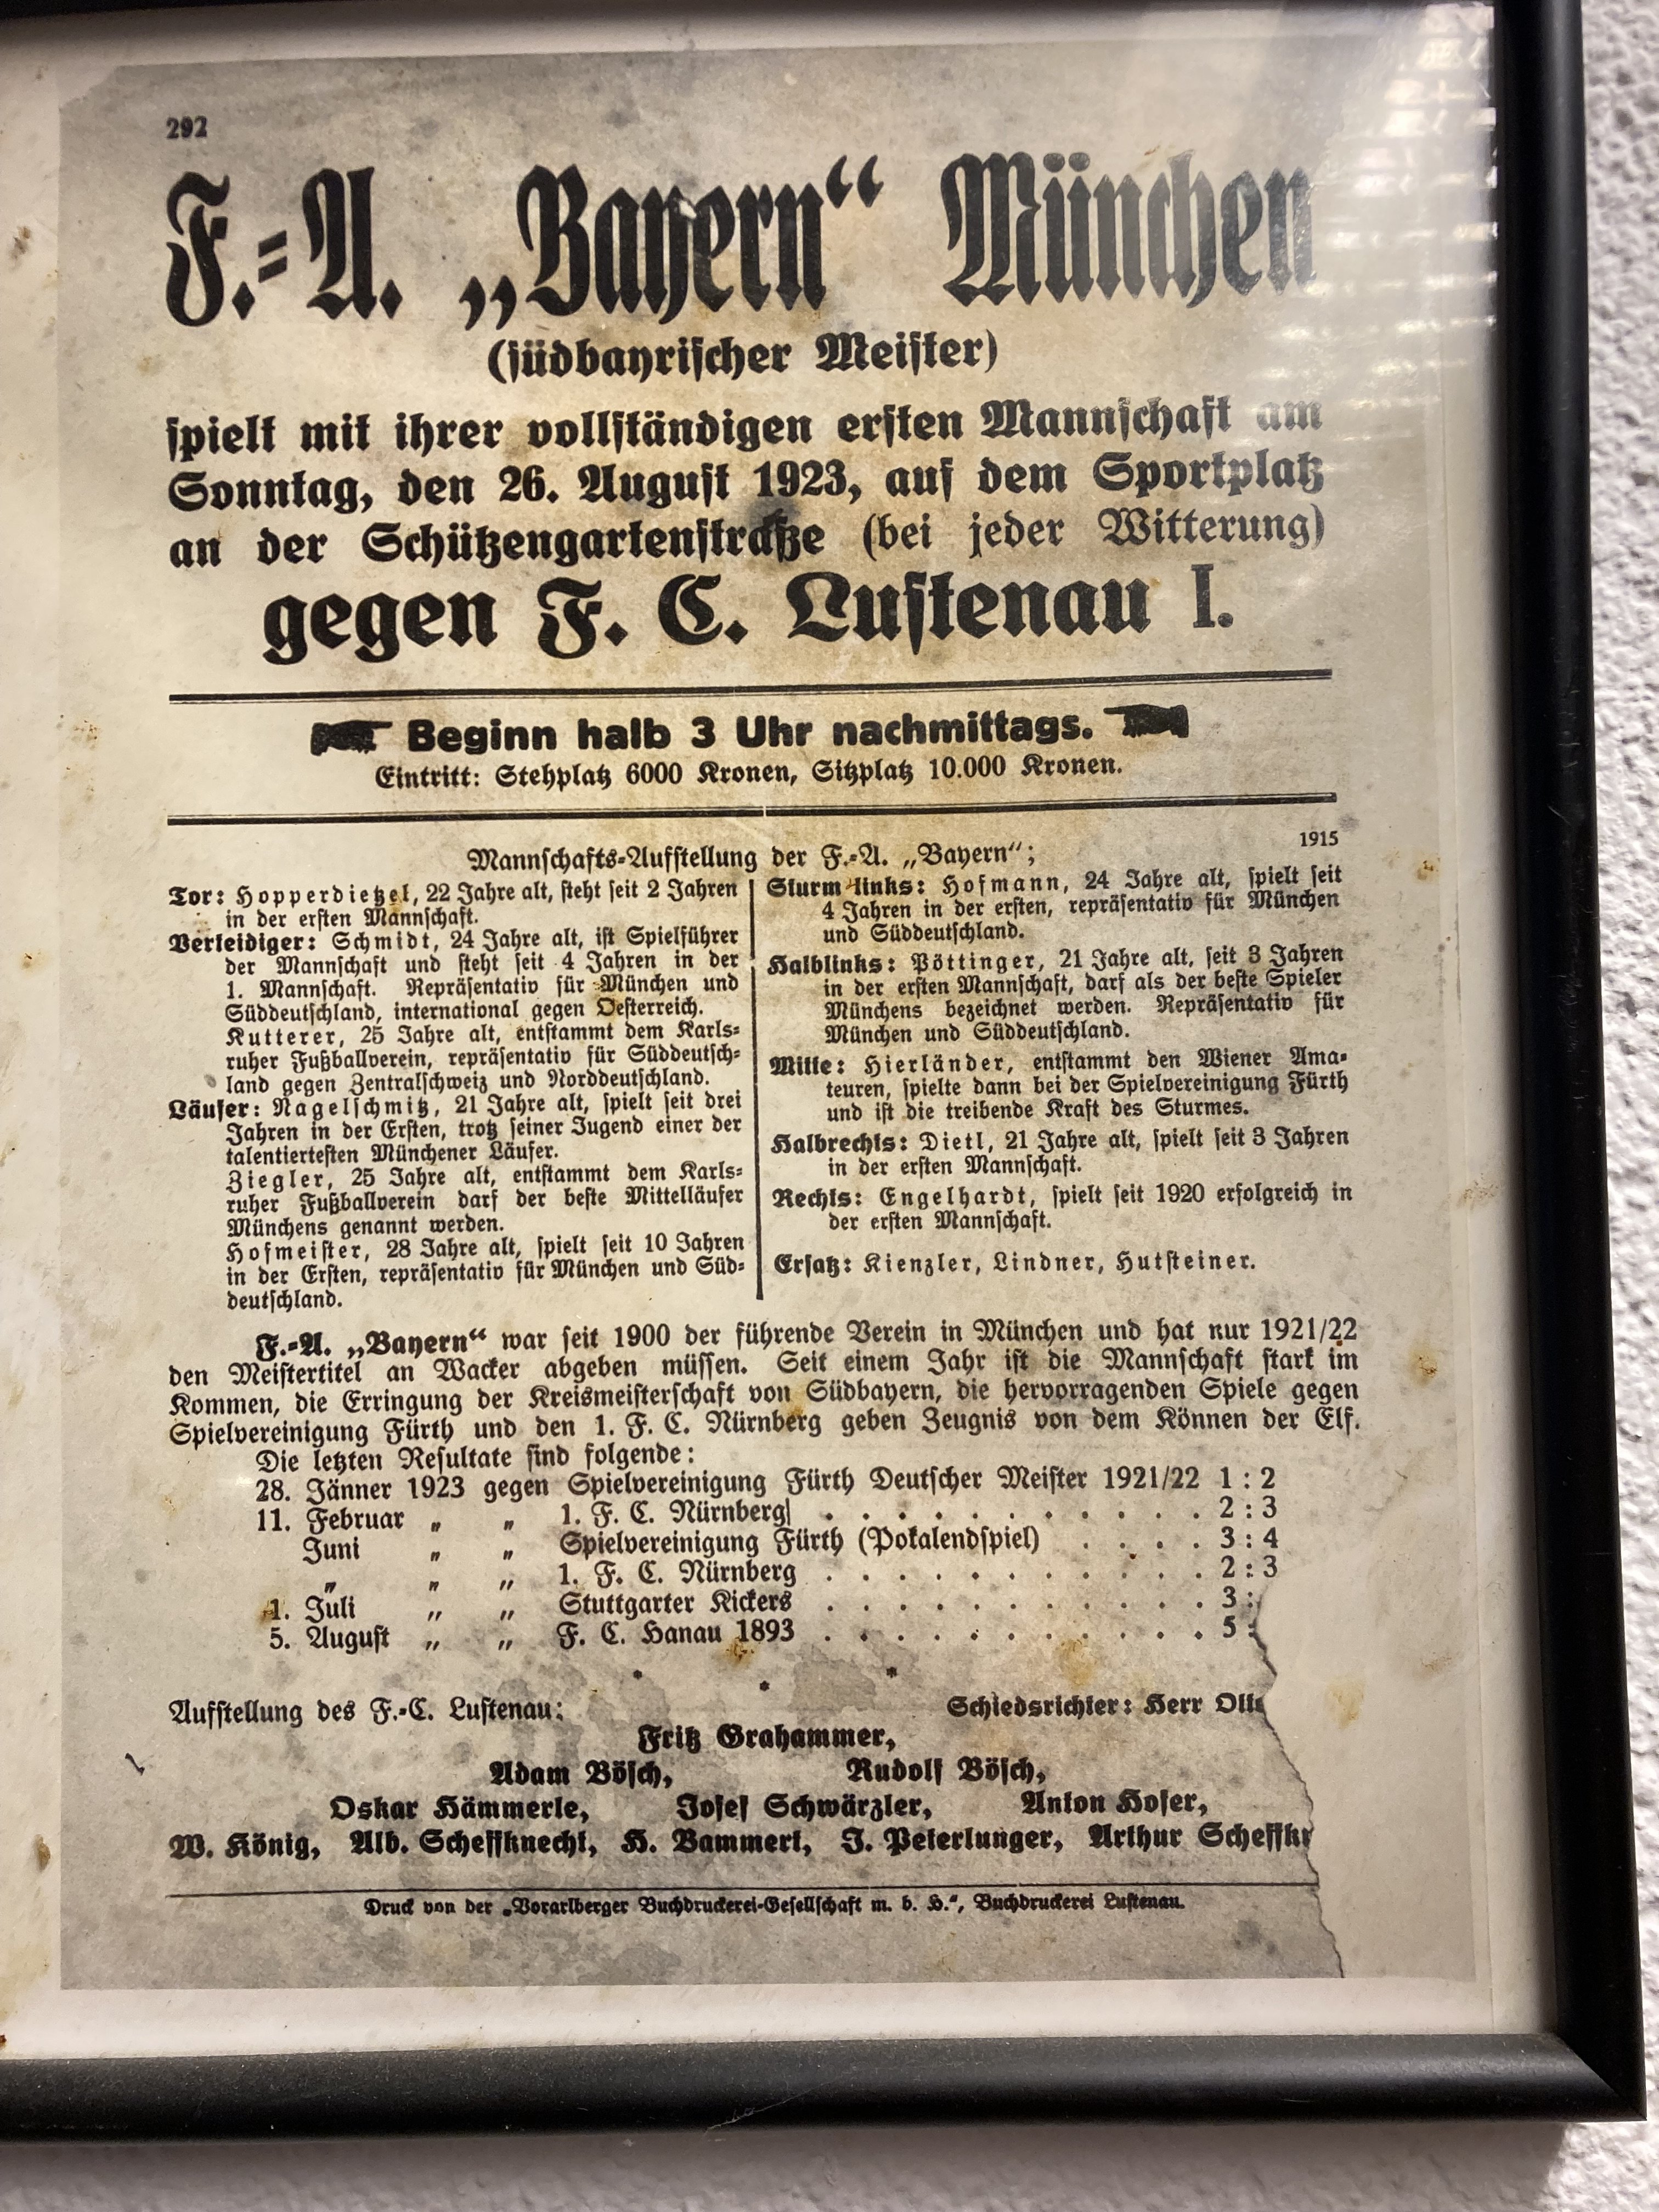 292
F.=A. „Bayern“ München
(südbayrischer Meister)
spielt mit ihrer vollständigen ersten Mannschaft am
Sonntag, den 26. August 1923, auf dem Sportplatz
an der Schützengartenstraße (bei jeder Witterung)
gegen F. C. Lustenau I.
Beginn halb 3 Uhr nachmittags.
Eintritt: Stehplatz 6000 Kronen, Sitzplatz 10.000 Kronen.
1915
Mannschafts=Aufstellung der F.=A. „Bayern“;
Tor: Hopperdietzel, 22 Jahre alt, steht seit 2 Jahren
in der ersten Mannschaft.
Verteidiger: Schmidt, 24 Jahre alt, ist Spielführer
der Mannschaft und steht seit 4 Jahren in der
1. Mannschaft. Repräsentativ für München und
Süddeutschland, international gegen Oesterreich.
Kutterer, 25 Jahre alt, entstammt dem Karls=
ruher Fußballverein, repräsentativ für Süddeutsch=
land gegen Zentralschweiz und Norddeutschland.
Läufer: Nagelschmitz, 21 Jahre alt, spielt seit drei
Jahren in der Ersten, trotz seiner Jugend einer der
talentiertesten Münchener Läufer.
Ziegler, 25 Jahre alt, entstammt dem Karls=
ruher Fußballverein darf der beste Mittelläufer
Münchens genannt werden.
Hofmeister, 28 Jahre alt, spielt seit 10 Jahren
in der Ersten, repräsentativ für München und Süd=
deutschland.
Sturm links: Hofmann, 24 Jahre alt, spielt seit
4 Jahren in der ersten, repräsentativ für München
und Süddeutschland.
Halblinks: Pöttinger, 21 Jahre alt, seit 3 Jahren
in der ersten Mannschaft, darf als der beste Spieler
Münchens bezeichnet werden. Repräsentativ für
München und Süddeutschland.
Mitte: Hierländer, entstammt den Wiener Ama=
teuren, spielte dann bei der Spielvereinigung Fürth
und ist die treibende Kraft des Sturmes.
Halbrechts: Dietl, 21 Jahre alt, spielt seit 3 Jahren
in der ersten Mannschaft.
Rechts: Engelhardt, spielt seit 1920 erfolgreich in
der ersten Mannschaft.
Ersatz: Kienzler, Lindner, Hutsteiner.
F.=A. „Bayern“ war seit 1900 der führende Verein in München und hat nur 1921/22
den Meistertitel an Wacker abgeben müssen. Seit einem Jahr ist die Mannschaft stark im
Kommen, die Erringung der Kreismeisterschaft von Südbayern, die hervorragenden Spiele gegen
Spielvereinigung Fürth und den 1. F. C. Nürnberg geben Zeugnis von dem Können der Elf.
Die letzten Resultate sind folgende:
28. Jänner 1923 gegen Spielvereinigung Fürth Deutscher Meister 1921/22 1 : 2
11. Februar „ „ 1. F. C. Nürnberg . . . . . . . . . . . 2 : 3
Juni „ „ Spielvereinigung Fürth (Pokalendspiel) . . . . 3 : 4
„ „ „ 1. F. C. Nürnberg . . . . . . . . . . . 2 : 3
1. Juli „ „ Stuttgarter Kickers . . . . . . . . . . . 3 :
5. August „ „ F. C. Hanau 1893 . . . . . . . . . . . 5 :
Aufstellung des F.=C. Lustenau: Schiedsrichter: Herr
Fritz Grahammer,
Adam Bösch, Rudolf Bösch,
Oskar Hämmerle, Josef Schwärzler, Anton Hofer,
W. König, Alb. Scheffknecht, H. Bammert, J. Peterlunger, Arthur
Druck von der „Vorarlberger Buchdruckerei-Gesellschaft m. b. H.“, Buchdruckerei Lustenau.